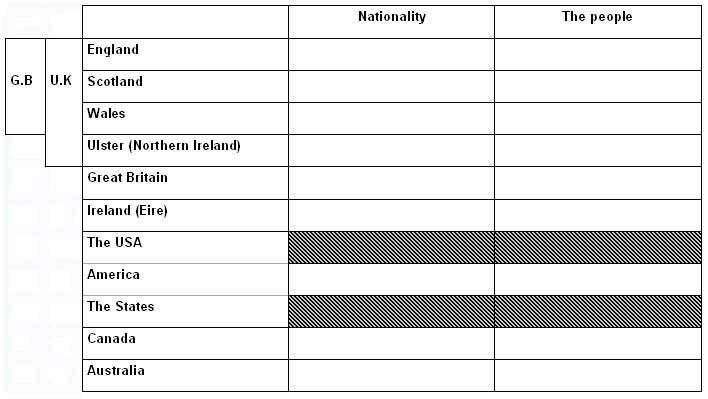 Nationality The people
England
G.B U.K Scotland
Wales
Ulster (Northern Ireland)
Great Britain
Ireland (Eire)
The USA
America
The States
Canada
Australia